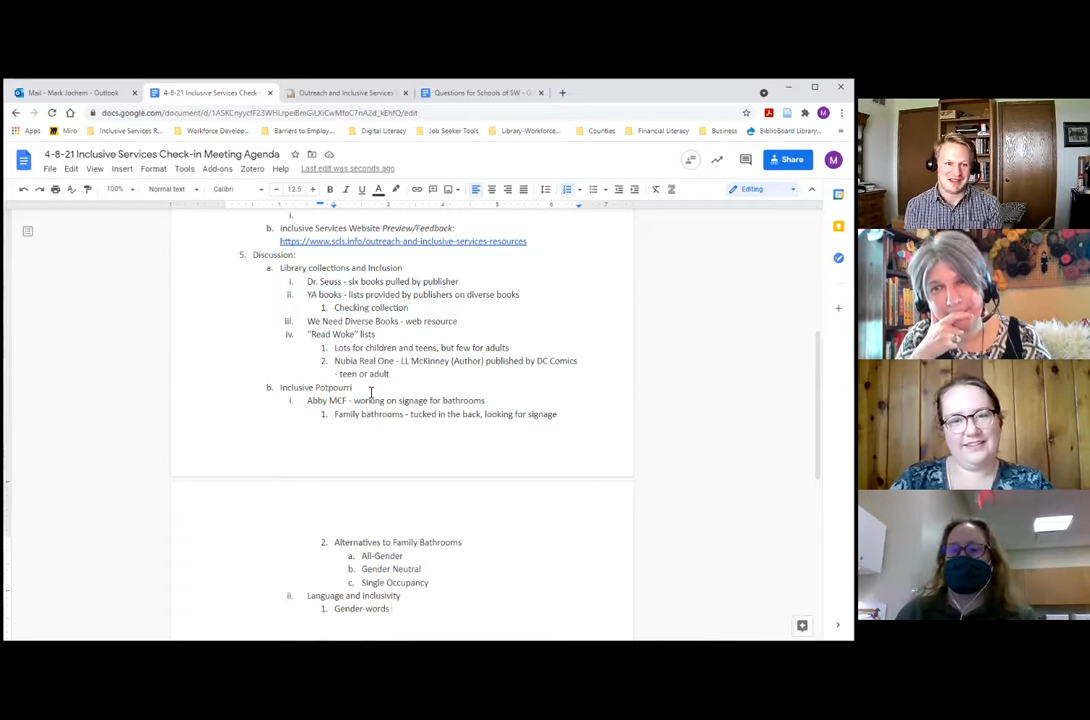 Mail - Mark Jochem - Outlook
4-8-21 Inclusive Services Check-
Outreach and Inclusive Services
Questions for Schools of SW - G
docs.google.com/document/d/
/edit
Apps
Miro
Inclusive Services R...
Workforce Develop...
Barriers to Employ...
Digital Literacy
Job Seeker Tools
Library-Workforce...
Counties
Financial Literacy
Business
BiblioBoard Library...
4-8-21 Inclusive Services Check-in Meeting Agenda
File Edit View Insert Format Tools Add-ons Help Last edit was seconds ago
Share
M
100% Normal text Calibri 12.5 Editing
i.
b. Inclusive Services Website Preview/Feedback:
https://www.scls.info/outreach-and-inclusive-services-resources
5. Discussion:
a. Library collections and Inclusion
i. Dr. Seuss - six books pulled by publisher
ii. YA books - lists provided by publishers on diverse books
1. Checking collection
iii. We Need Diverse Books - web resource
iv. "Read Woke" lists
1. Lots for children and teens, but few for adults
2. Nubia Real One - LL McKinney (Author) published by DC Comics
- teen or adult
b. Inclusive Potpourri
i. Abby MCF - working on signage for bathrooms
1. Family bathrooms - tucked in the back, looking for signage
2. Alternatives to Family Bathrooms
a. All-Gender
b. Gender Neutral
c. Single Occupancy
ii. Language and inclusivity
1. Gender-words